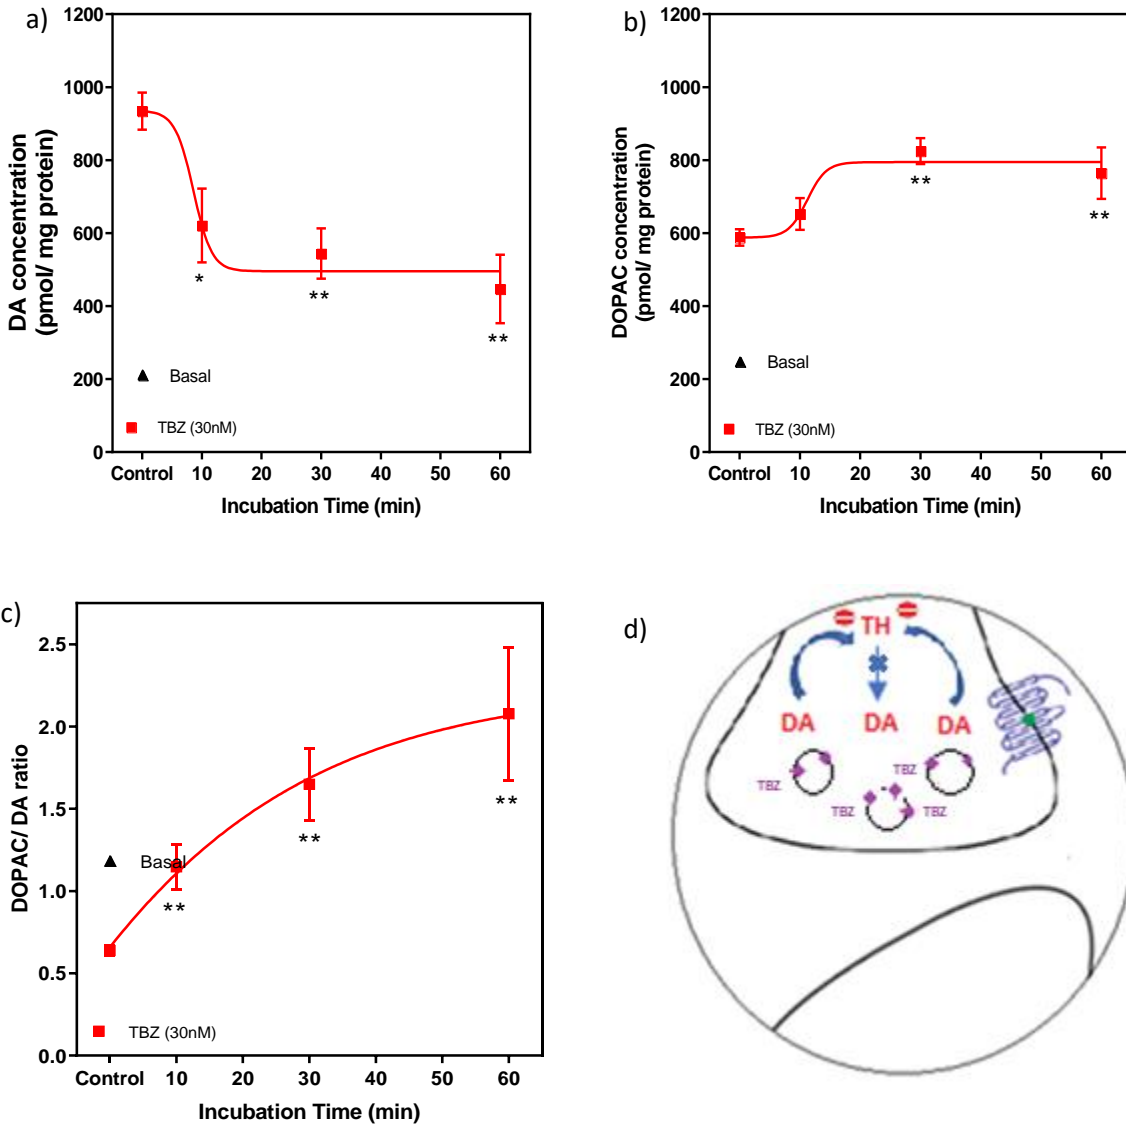 a)
1200
1000
800
600
400
200
0
DA concentration
(pmol/ mg protein)
*
**
**
Basal
TBZ (30nM)
Control 10 20 30 40 50 60
Incubation Time (min)
b)
1200
1000
800
600
400
200
0
DOPAC concentration
(pmol/ mg protein)
**
**
Basal
TBZ (30nM)
Control 10 20 30 40 50 60
Incubation Time (min)
c)
2.5
2.0
1.5
1.0
0.5
0.0
DOPAC/ DA ratio
Basal
**
**
**
TBZ (30nM)
Control 10 20 30 40 50 60
Incubation Time (min)
d)
TH
DA DA DA
TBZ TBZ
TBZ TBZ